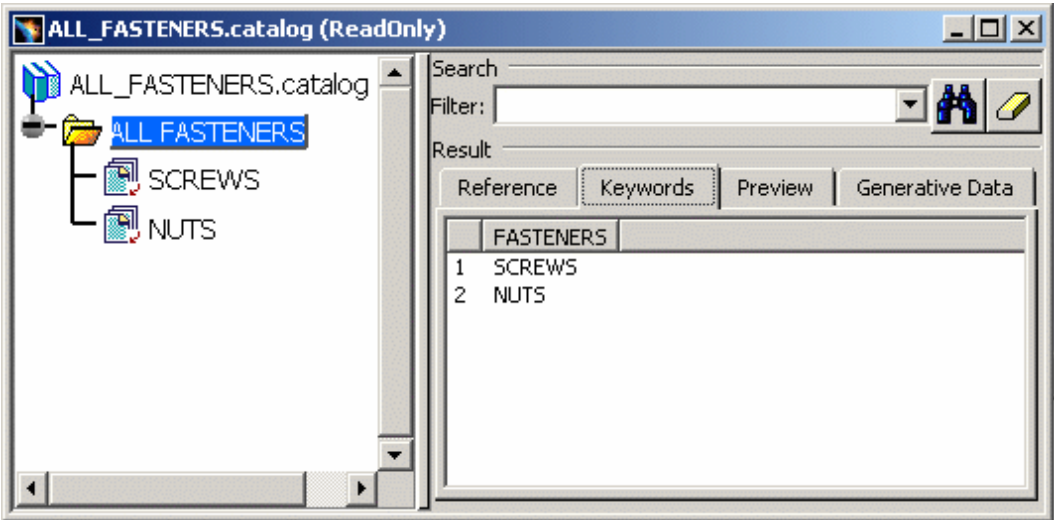 ALL_FASTENERS.catalog (ReadOnly)
ALL_FASTENERS.catalog
ALL FASTENERS
SCREWS
NUTS
Search
Filter:
Result
Reference Keywords Preview Generative Data
FASTENERS
1 SCREWS
2 NUTS